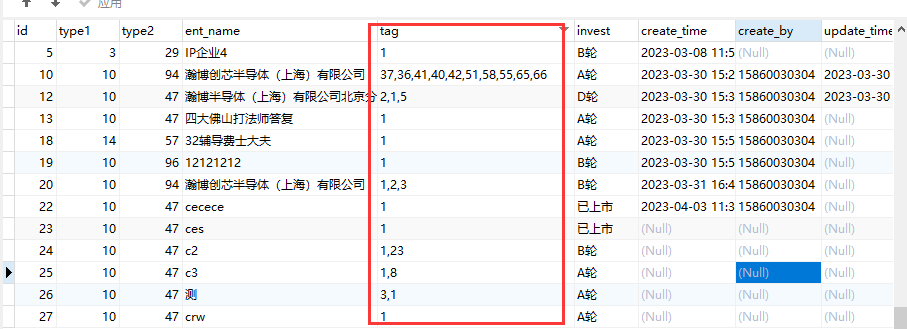 应用
id type1 type2 ent_name tag invest create_time create_by update_time
5 3 29 IP企业4 1 B轮 2023-03-08 11:5 (Null) (Null)
10 10 94 瀚博创芯半导体（上海）有限公司 37,36,41,40,42,51,58,55,65,66 A轮 2023-03-30 15:2 15860030304 2023-03-30
12 10 47 瀚博半导体（上海）有限公司北京分 2,1,5 D轮 2023-03-30 15:3 15860030304 2023-03-30
13 10 47 四大佛山打法师答复 1 A轮 2023-03-30 15:3 15860030304 (Null)
18 14 57 32辅导费士大夫 1 A轮 2023-03-30 15:5 15860030304 (Null)
19 10 96 12121212 1 B轮 2023-03-30 15:5 15860030304 (Null)
20 10 94 瀚博创芯半导体（上海）有限公司 1,2,3 B轮 2023-03-31 16:4 15860030304 (Null)
22 10 47 cecece 1 已上市 2023-04-03 11:3 15860030304 (Null)
23 10 47 ces 1 已上市 (Null) (Null) (Null)
24 10 47 c2 1,23 B轮 (Null) (Null) (Null)
25 10 47 c3 1,8 A轮 (Null) (Null) (Null)
26 10 47 测 3,1 A轮 (Null) (Null) (Null)
27 10 47 crw 1 A轮 (Null) (Null) (Null)